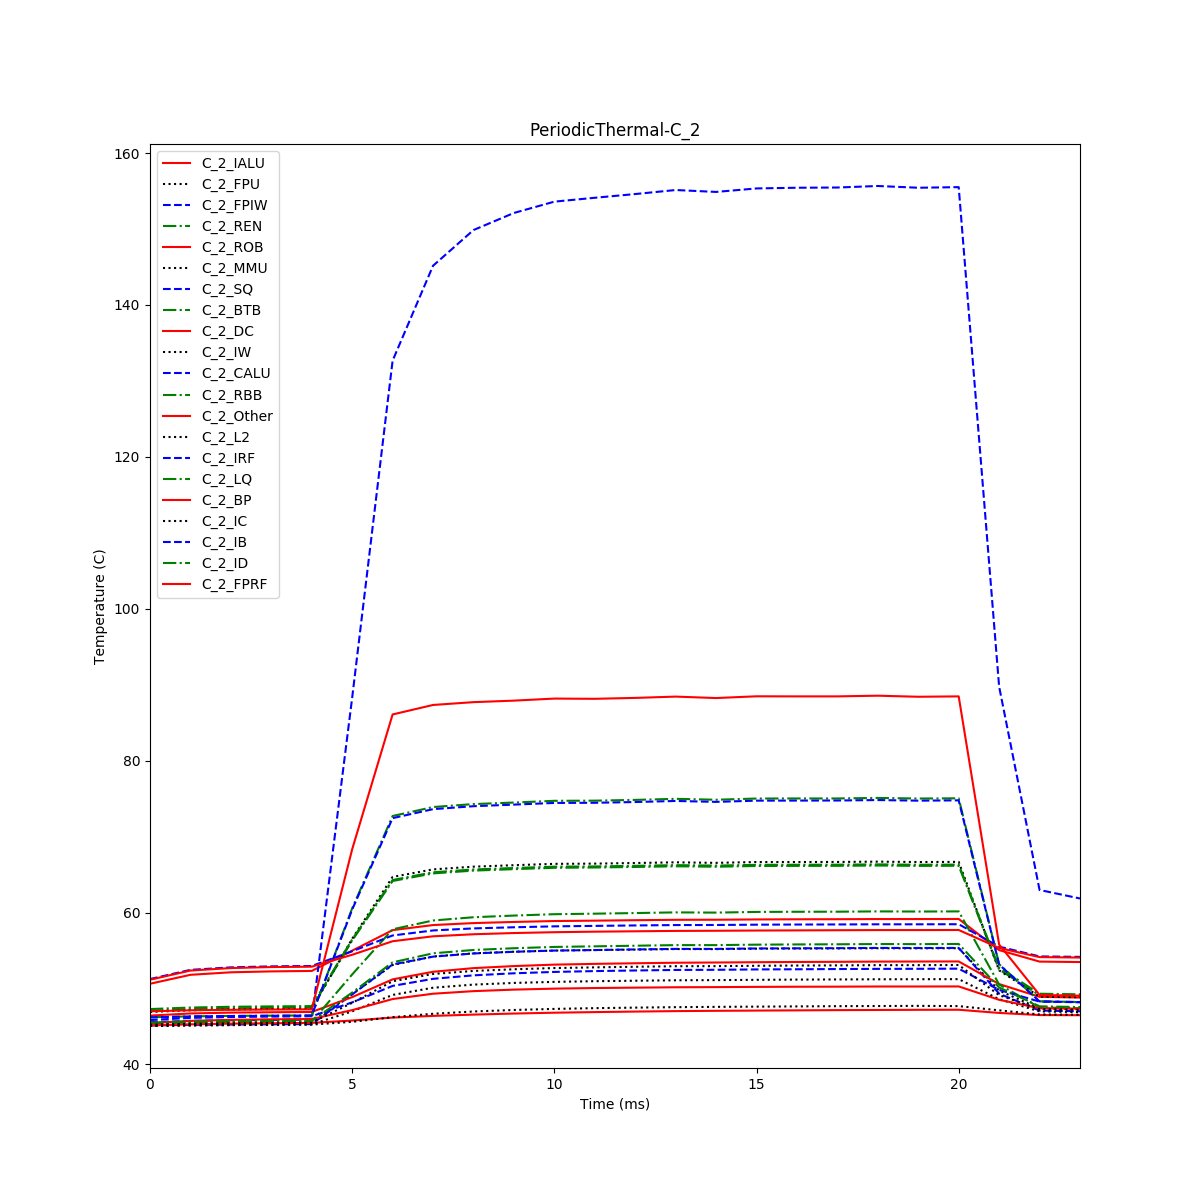 PeriodicThermal-C_2
160
140
120
100
80
60
40
Temperature (C)
C_2_IALU
C_2_FPU
C_2_FPIW
C_2_REN
C_2_ROB
C_2_MMU
C_2_SQ
C_2_BTB
C_2_DC
C_2_IW
C_2_CALU
C_2_RBB
C_2_Other
C_2_L2
C_2_IRF
C_2_LQ
C_2_BP
C_2_IC
C_2_IB
C_2_ID
C_2_FPRF
0 5 10 15 20
Time (ms)